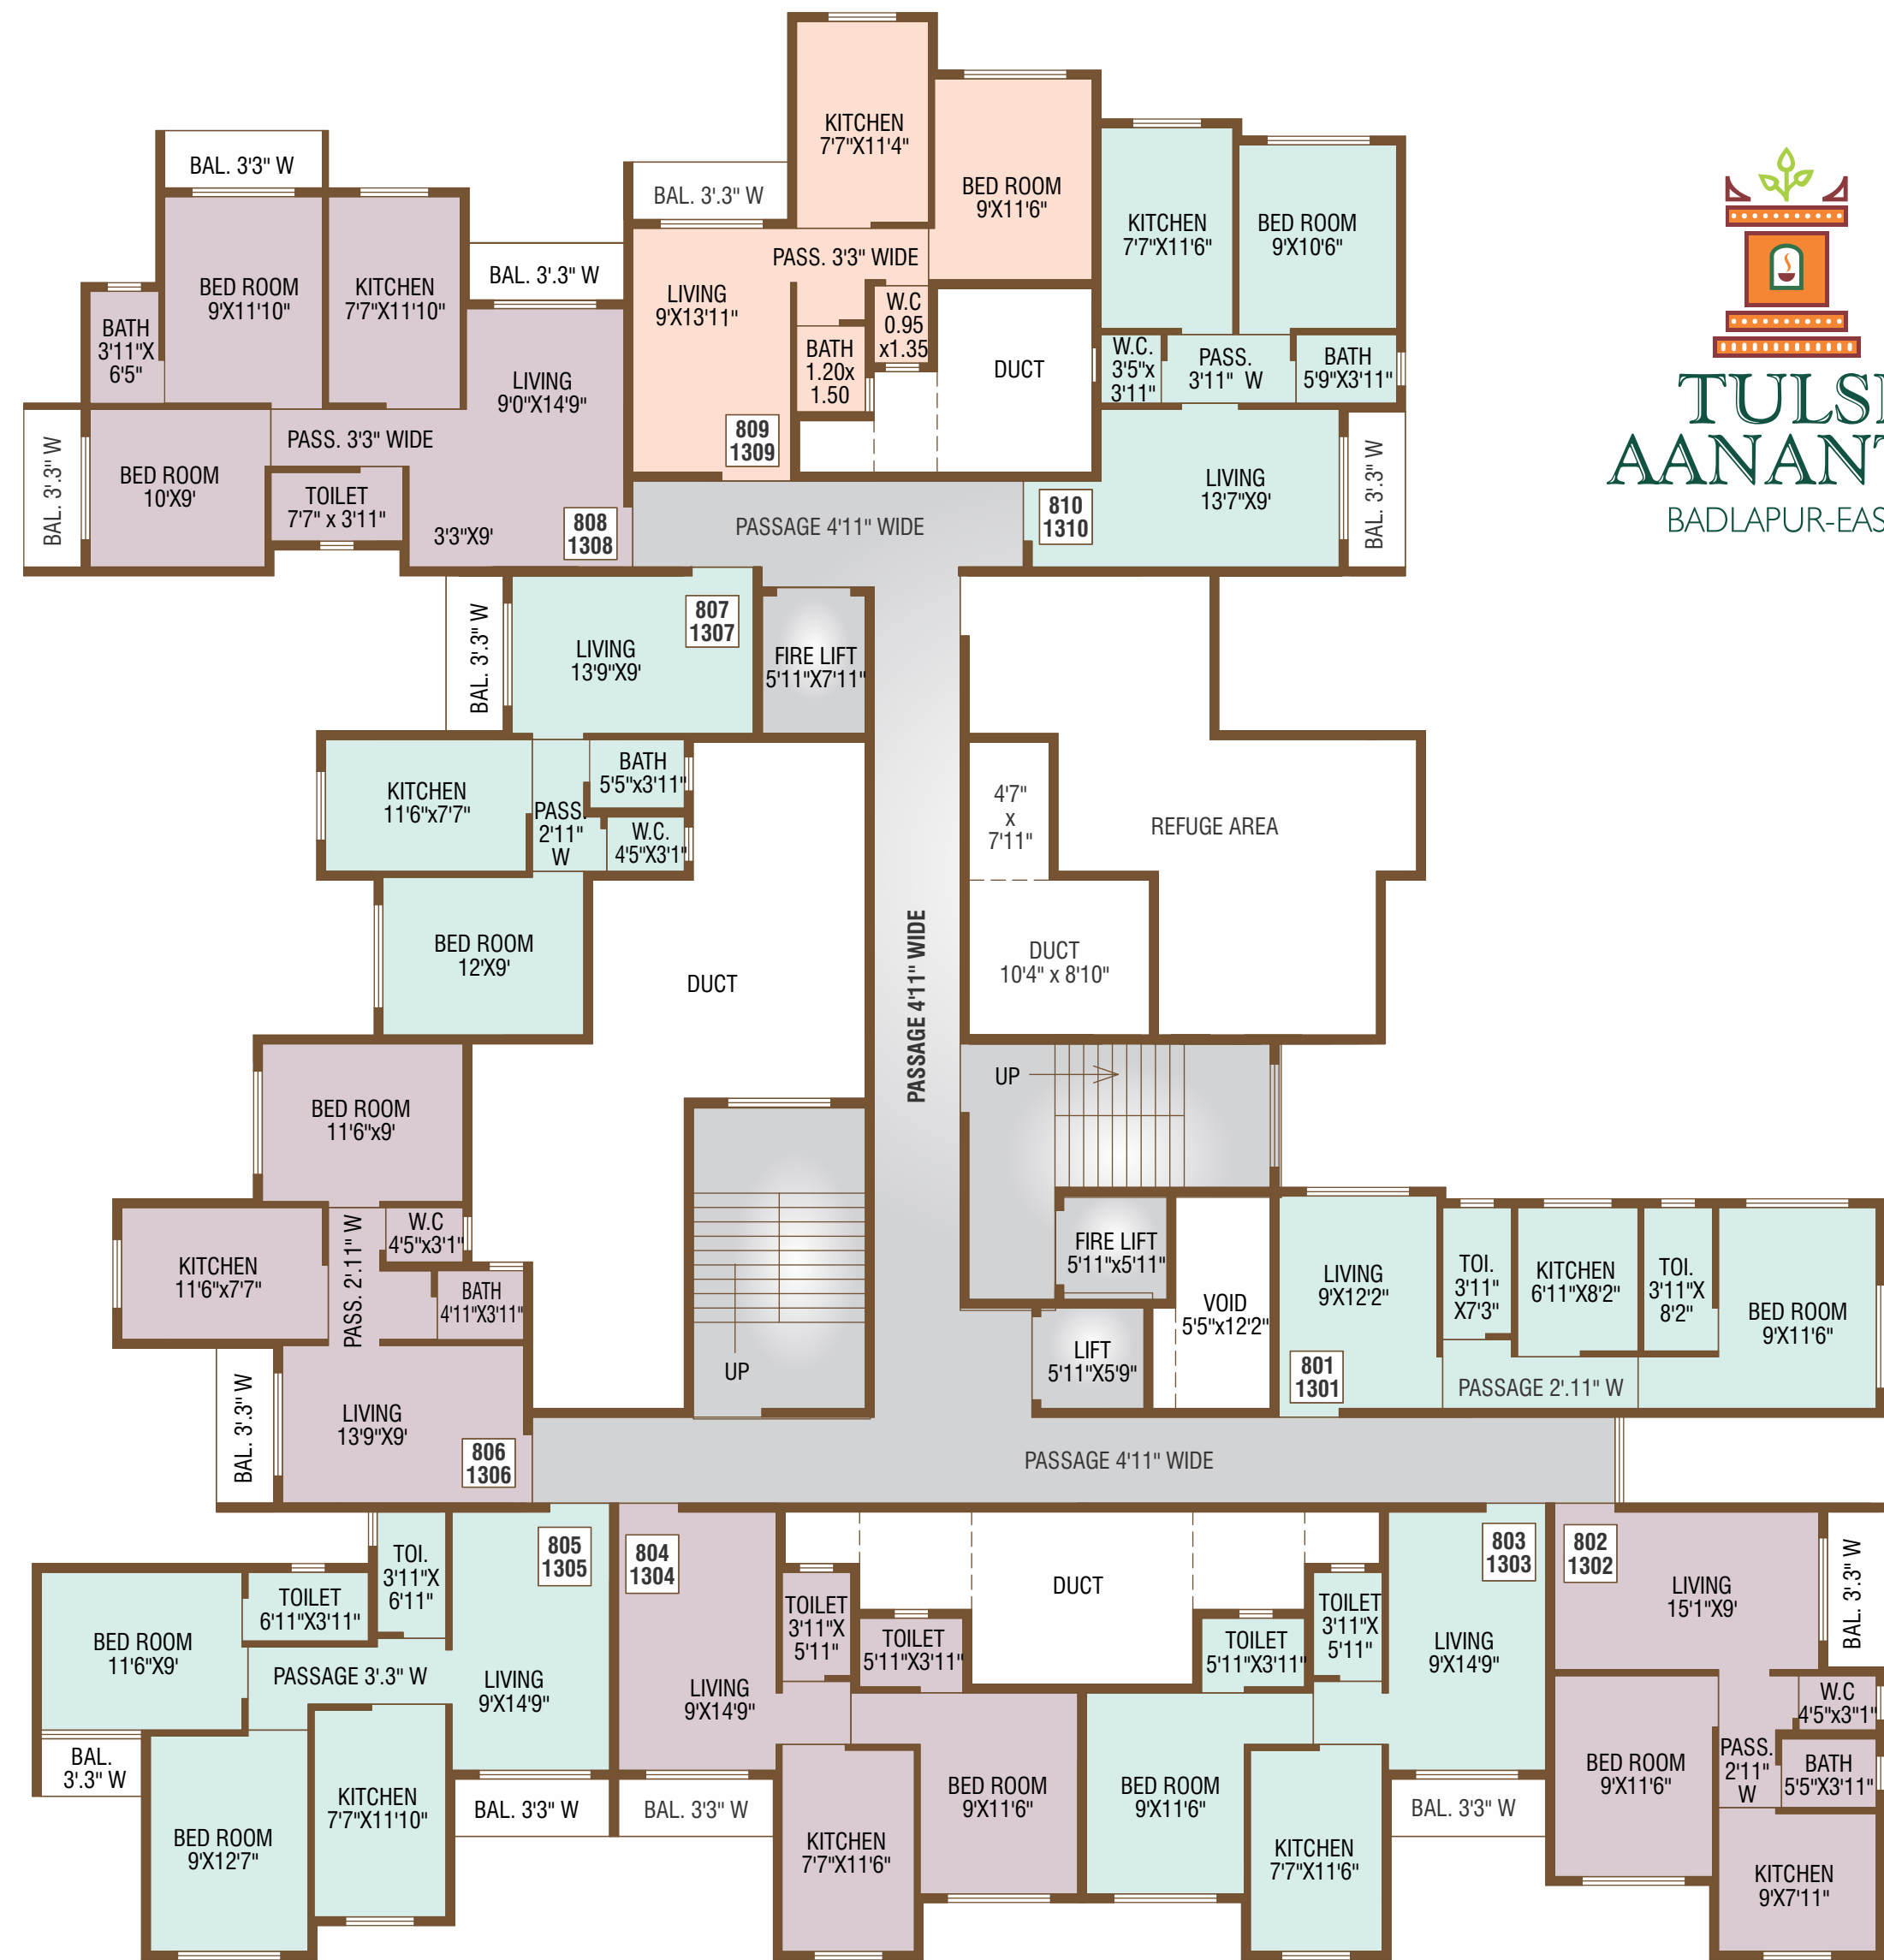 KITCHEN
7'7"X11'4"
BED ROOM
9'X11'6"
BAL. 3'3" W
BAL. 3'.3" W
BAL. 3'.3" W
BED ROOM
9'X11'10"
KITCHEN
7'7"X11'10"
BATH
3'11"X
6'5"
LIVING
9'0"X14'9"
PASS. 3'3" WIDE
LIVING
9'X13'11"
W.C
0.95
x1.35
BATH
1.20x
1.50
DUCT
809
1309
KITCHEN
7'7"X11'6"
BED ROOM
9'X10'6"
W.C.
3'5"x
3'11"
PASS.
3'11" W
BATH
5'9"X3'11"
LIVING
13'7"X9'
BAL. 3'.3" W
810
1310
TULSI
AANANT
BADLAPUR-EAS
BAL. 3'.3" W
BED ROOM
10'X9'
PASS. 3'3" WIDE
TOILET
7'7" x 3'11"
3'3"X9'
808
1308
PASSAGE 4'11" WIDE
BAL. 3'.3" W
LIVING
13'9"X9'
807
1307
FIRE LIFT
5'11"X7'11"
KITCHEN
11'6"x7'7"
BATH
5'5"x3'11"
PASS.
2'11"
W
W.C.
4'5"X3'1"
BED ROOM
12'X9'
DUCT
PASSAGE 4'11" WIDE
4'7"
x
7'11"
REFUGE AREA
DUCT
10'4" x 8'10"
UP
BED ROOM
11'6"x9'
KITCHEN
11'6"x7'7"
PASS. 2'.11" W
W.C
4'5"x3'1"
BATH
4'11"X3'11"
BAL. 3'.3" W
LIVING
13'9"X9'
806
1306
UP
FIRE LIFT
5'11"x5'11"
LIFT
5'11"X5'9"
VOID
5'5"x12'2"
LIVING
9'X12'2"
801
1301
TOI.
3'11"
X7'3"
KITCHEN
6'11"X8'2"
TOI.
3'11"X
8'2"
BED ROOM
9'X11'6"
PASSAGE 2'.11" W
PASSAGE 4'11" WIDE
TOI.
3'11"X
6'11"
805
1305
TOILET
6'11"X3'11"
BED ROOM
11'6"X9'
PASSAGE 3'.3" W
LIVING
9'X14'9"
BAL.
3'.3" W
BED ROOM
9'X12'7"
KITCHEN
7'7"X11'10"
BAL. 3'3" W
804
1304
LIVING
9'X14'9"
TOILET
3'11"X
5'11"
TOILET
5'11"X3'11"
BAL. 3'3" W
KITCHEN
7'7"X11'6"
BED ROOM
9'X11'6"
DUCT
TOILET
5'11"X3'11"
TOILET
3'11"X
5'11"
803
1303
LIVING
9'X14'9"
BED ROOM
9'X11'6"
KITCHEN
7'7"X11'6"
BAL. 3'3" W
802
1302
LIVING
15'1"X9'
BAL. 3'.3" W
W.C
4'5"x3"1"
BED ROOM
9'X11'6"
PASS.
2'11"
W
BATH
5'5"X3'11"
KITCHEN
9'X7'11"